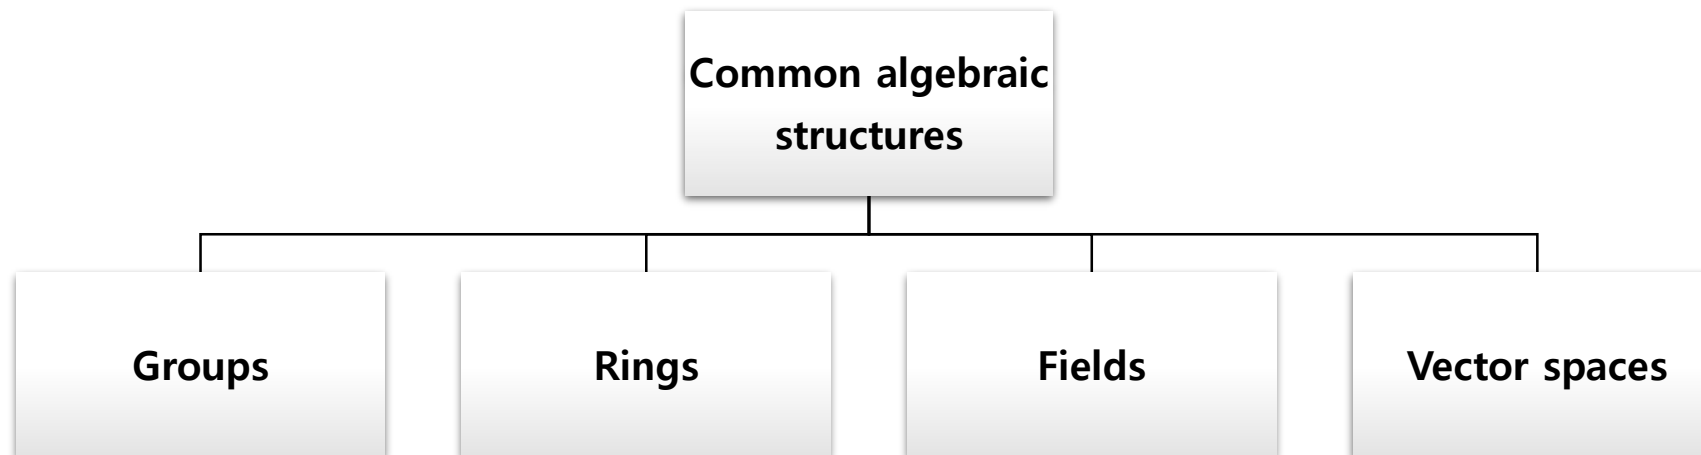 Common algebraic
structures
Groups
Rings
Fields
Vector spaces